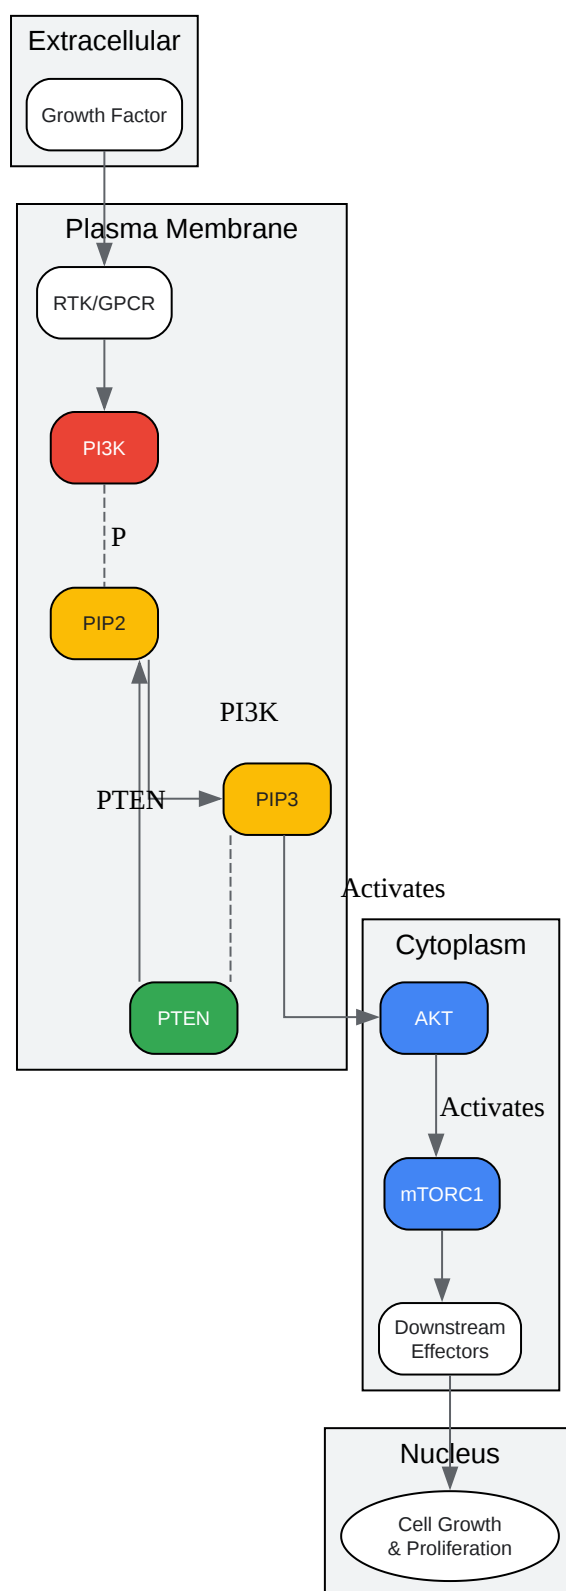 Extracellular
Growth Factor
Plasma Membrane
RTK/GPCR
PI3K
P
PIP2
PI3K
PTEN
PIP3
Activates
Cytoplasm
PTEN
AKT
Activates
mTORC1
Downstream
Effectors
Nucleus
Cell Growth
& Proliferation